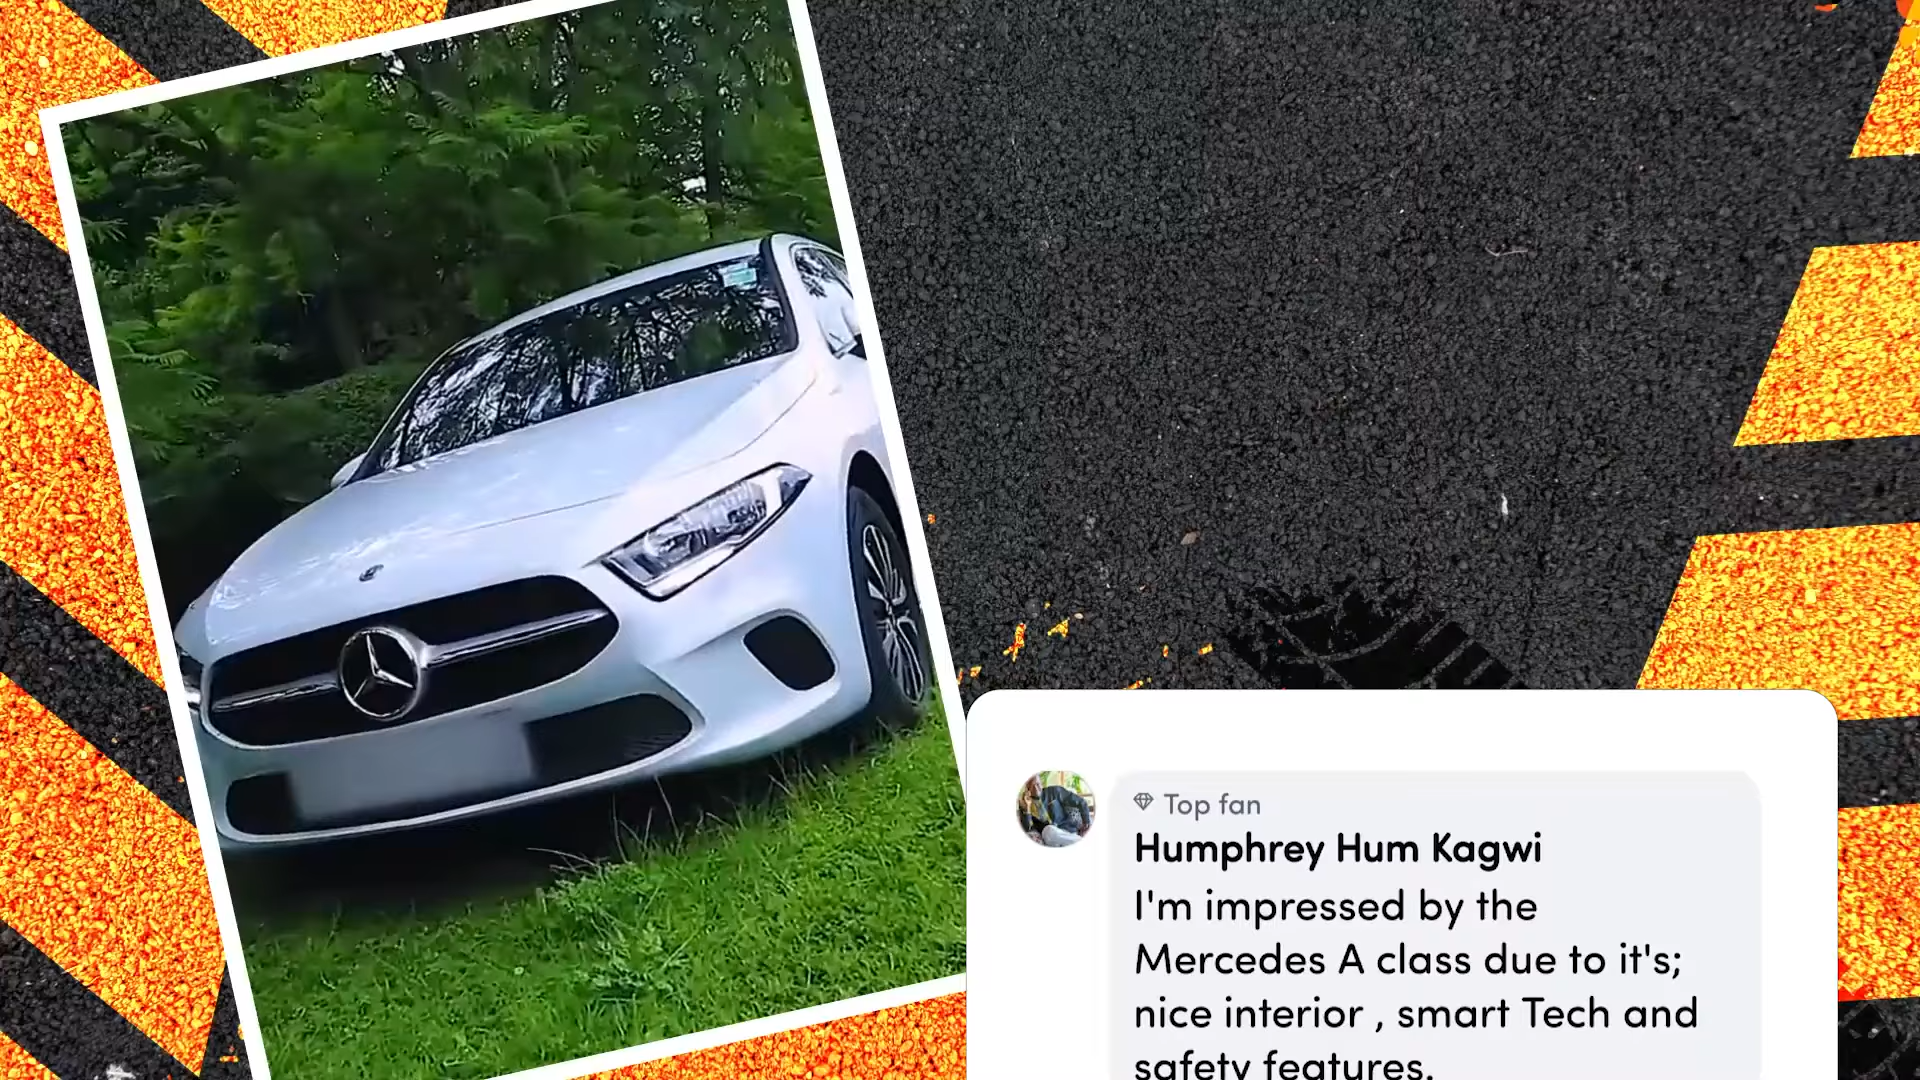 Top fan
Humphrey Hum Kagwi
I'm impressed by the
Mercedes A class due to it's;
nice interior , smart Tech and
safety features.